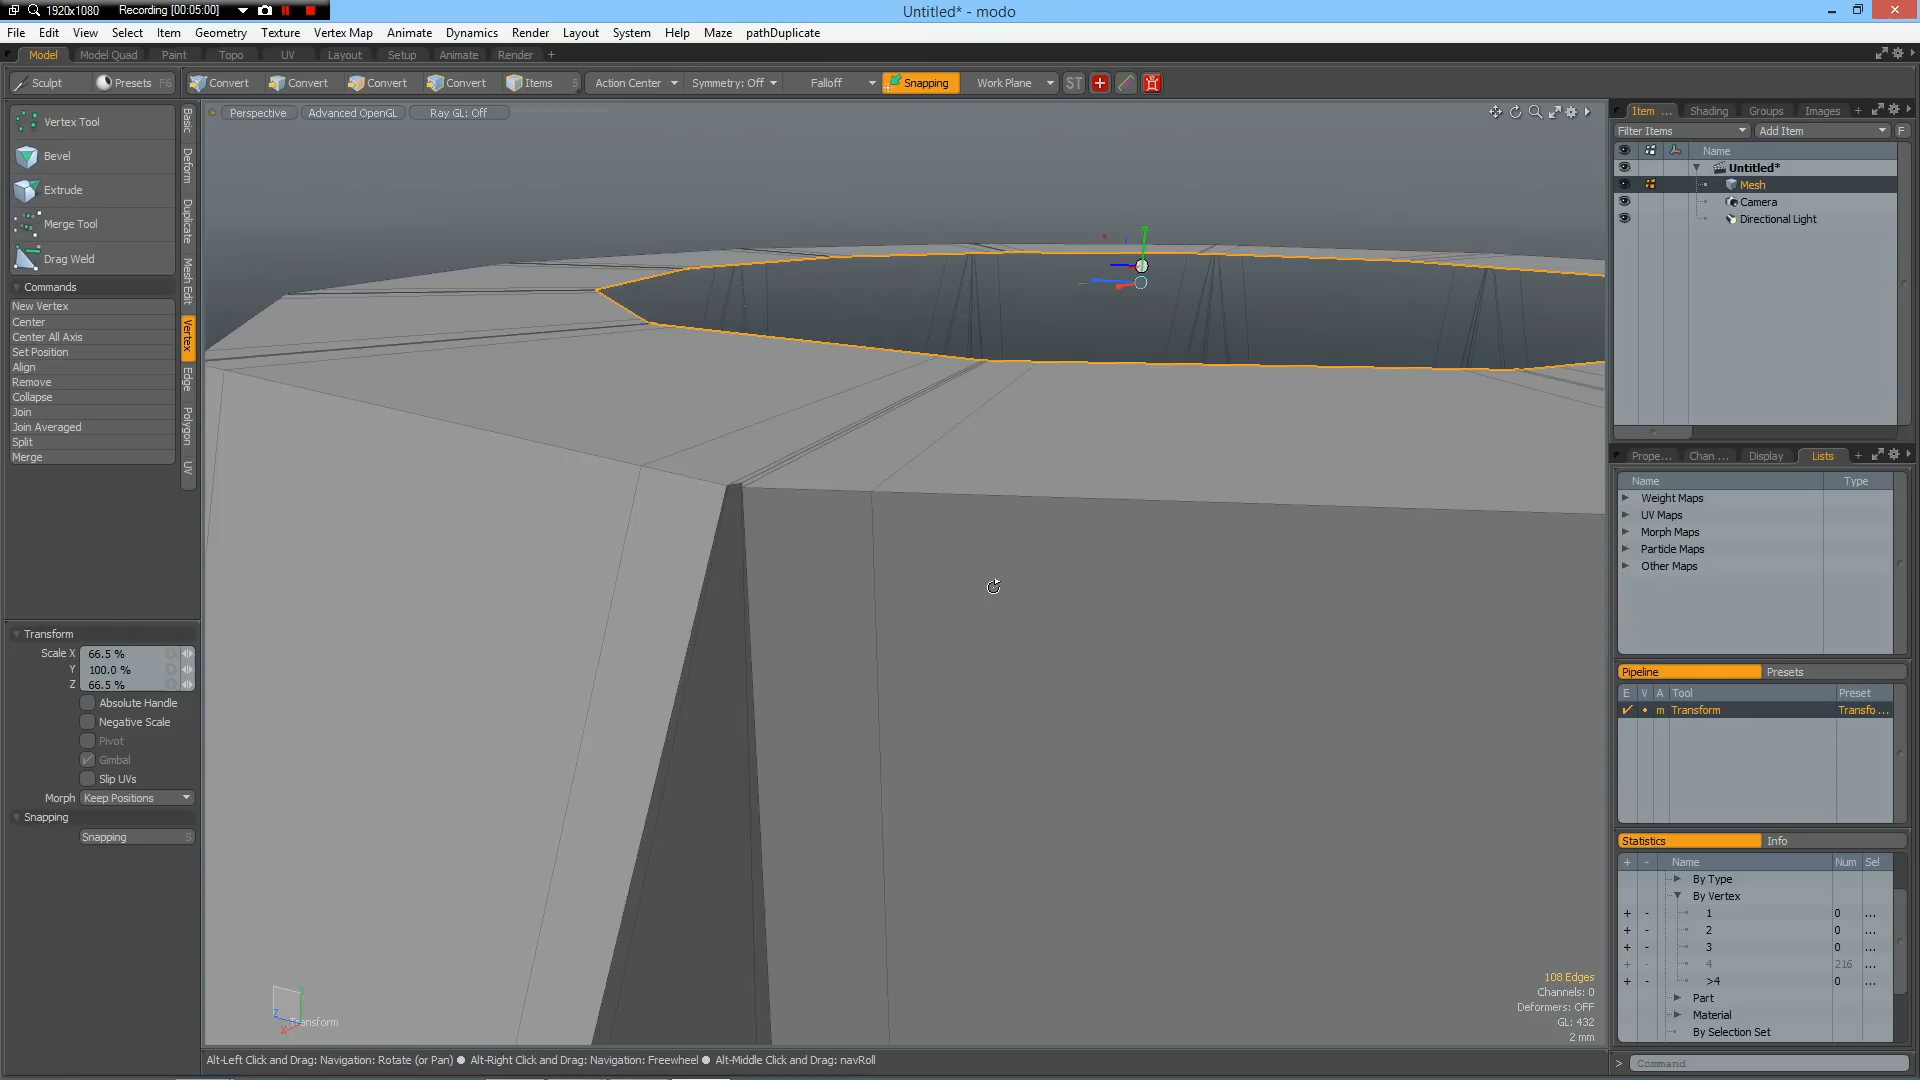 1920x1080 Recording [00:05:00]
Untitled* - modo
File Edit View Select Item Geometry Texture Vertex Map Animate Dynamics Render Layout System Help Maze pathDuplicate
Model Model Quad Paint Topo UV Layout Setup Animate Render +
Sculpt Presets F6 Convert Convert Convert Convert Items 5 Action Center Symmetry: Off Falloff Snapping Work Plane ST
Perspective Advanced OpenGL Ray GL: Off
Vertex Tool
Bevel
Extrude
Merge Tool
Drag Weld
Commands
New Vertex
Center
Center All Axis
Set Position
Align
Remove
Collapse
Join
Join Averaged
Split
Merge
Basic
Deform
Duplicate
Mesh Edit
Vertex
Edge
Polygon
UV
Transform
Scale X 66.5 %
Y 100.0 %
Z 66.5 %
Absolute Handle
Negative Scale
Pivot
Gimbal
Slip UVs
Morph Keep Positions
Snapping
Snapping S
Transform
108 Edges
Channels: 0
Deformers: OFF
GL: 432
2 mm
Alt-Left Click and Drag: Navigation: Rotate (or Pan) ● Alt-Right Click and Drag: Navigation: Freewheel ● Alt-Middle Click and Drag: navRoll
Item ... Shading Groups Images +
Filter Items Add Item F
Name
Untitled*
Mesh
Camera
Directional Light
Prope... Chan ... Display Lists +
Name Type
Weight Maps
UV Maps
Morph Maps
Particle Maps
Other Maps
Pipeline Presets
E V A Tool Preset
m Transform Transfo ...
Statistics Info
+ - Name Num Sel
By Type
By Vertex
+ - 1 0 ...
+ - 2 0 ...
+ - 3 0 ...
+ - 4 216 ...
+ - >4 0 ...
Part
Material
By Selection Set
> Command